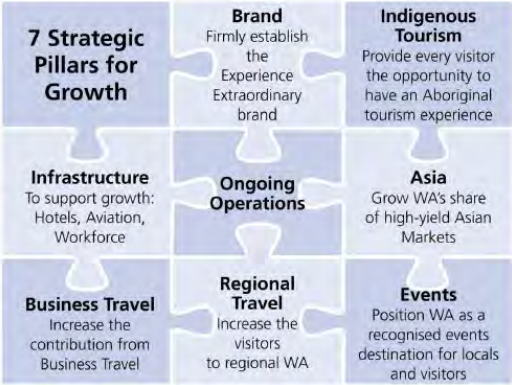 7 Strategic
Pillars for
Growth
Brand
Firmly establish
the
Experience
Extraordinary
brand
Indigenous
Tourism
Provide every visitor
the opportunity to
have an Aboriginal
tourism experience
Infrastructure
To support growth:
Hotels, Aviation,
Workforce
Ongoing
Operations
Asia
Grow WA's share
of high-yield Asian
Markets
Business Travel
Increase the
contribution from
Business Travel
Regional
Travel
Increase the
visitors
to regional WA
Events
Position WA as a
recognised events
destination for locals
and visitors